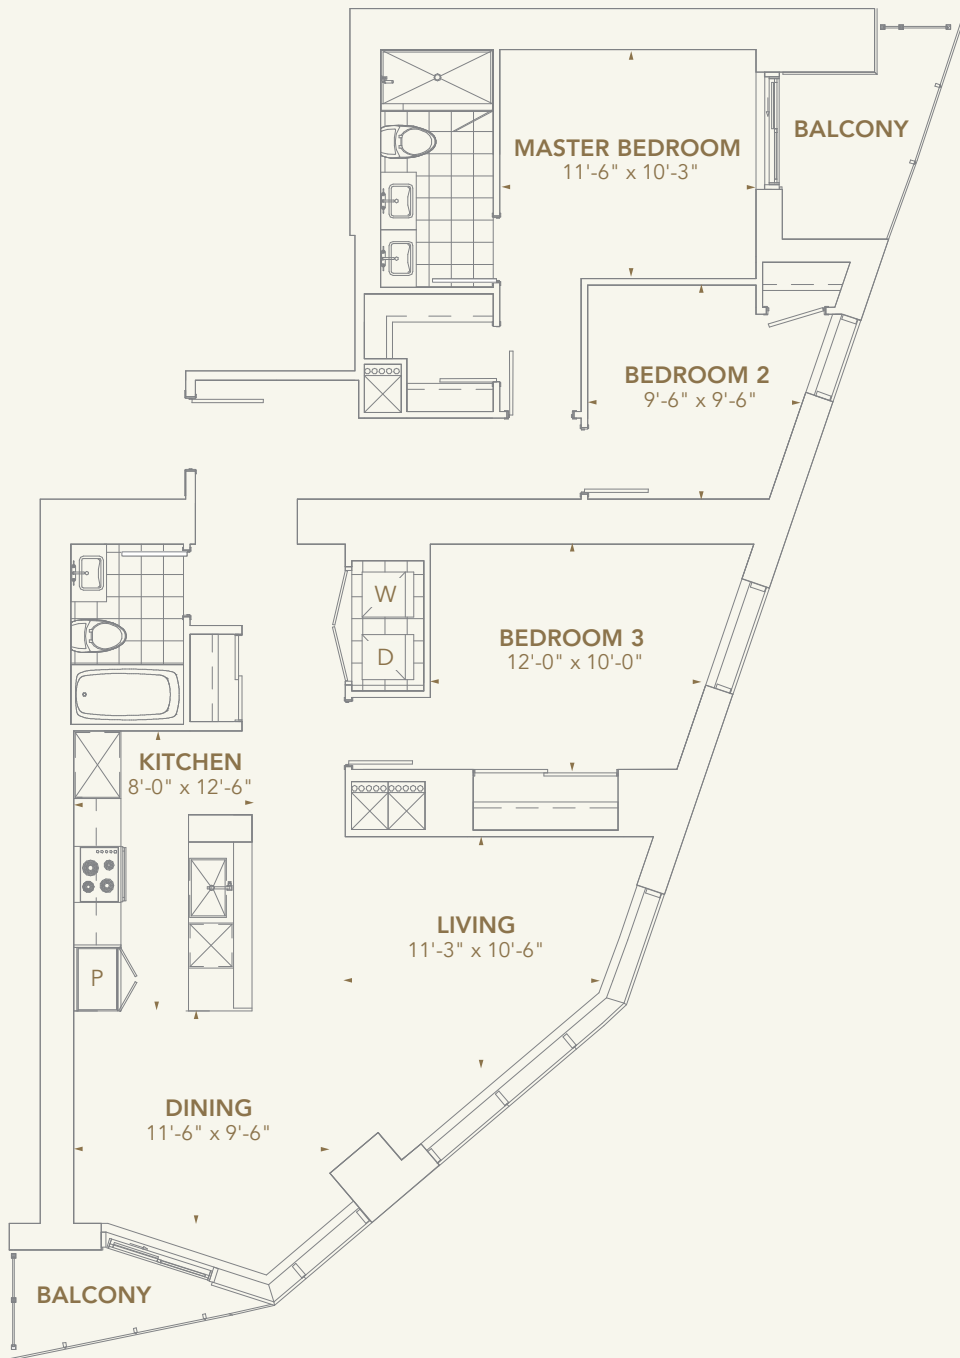 MASTER BEDROOM
11'-6" x 10'-3"
BALCONY
BEDROOM 2
9'-6" x 9'-6"
W
D
BEDROOM 3
12'-0" x 10'-0"
KITCHEN
8'-0" x 12'-6"
P
LIVING
11'-3" x 10'-6"
DINING
11'-6" x 9'-6"
BALCONY